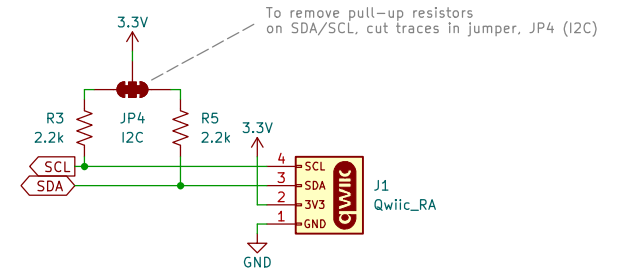 To remove pull-up resistors
on SDA/SCL, cut traces in jumper, JP4 (I2C)
3.3V
R3
2.2k
JP4
I2C
R5
2.2k
3.3V
SCL
SDA
4 SCL
3 SDA
2 3V3
1 GND
qwiic
J1
Qwiic_RA
GND